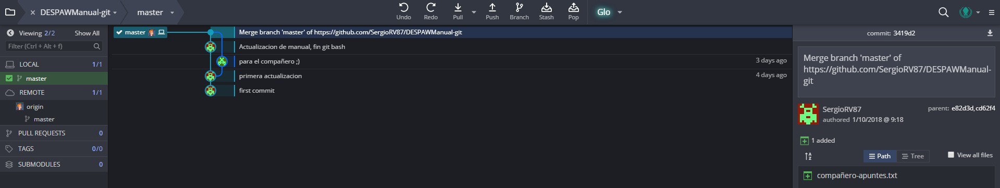 DESPAWManual-git
master
Undo
Redo
Pull
Push
Branch
Stash
Pop
Glo
Viewing 2/2
Show All
Filter (Ctrl + Alt + f)
LOCAL 1/1
master
REMOTE 1/1
origin
master
PULL REQUESTS 0
TAGS 0/0
SUBMODULES 0
master
Merge branch 'master' of https://github.com/SergioRV87/DESPAWManual-git
Actualizacion de manual, fin git bash
para el compañero ;) 3 days ago
primera actualizacion 4 days ago
first commit
commit: 3419d2
Merge branch 'master' of
https://github.com/SergioRV87/DESPAWManual-
git
SergioRV87
parent: e82d3d,cd62f4
authored 1/10/2018 @ 9:18
1 added
A
Z
Path
Tree
View all files
compañero-apuntes.txt